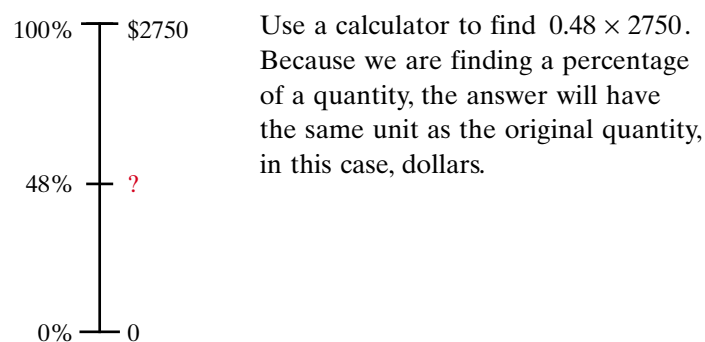 100% $2750
48% ?
0% 0
Use a calculator to find 0.48 × 2750.
Because we are finding a percentage
of a quantity, the answer will have
the same unit as the original quantity,
in this case, dollars.